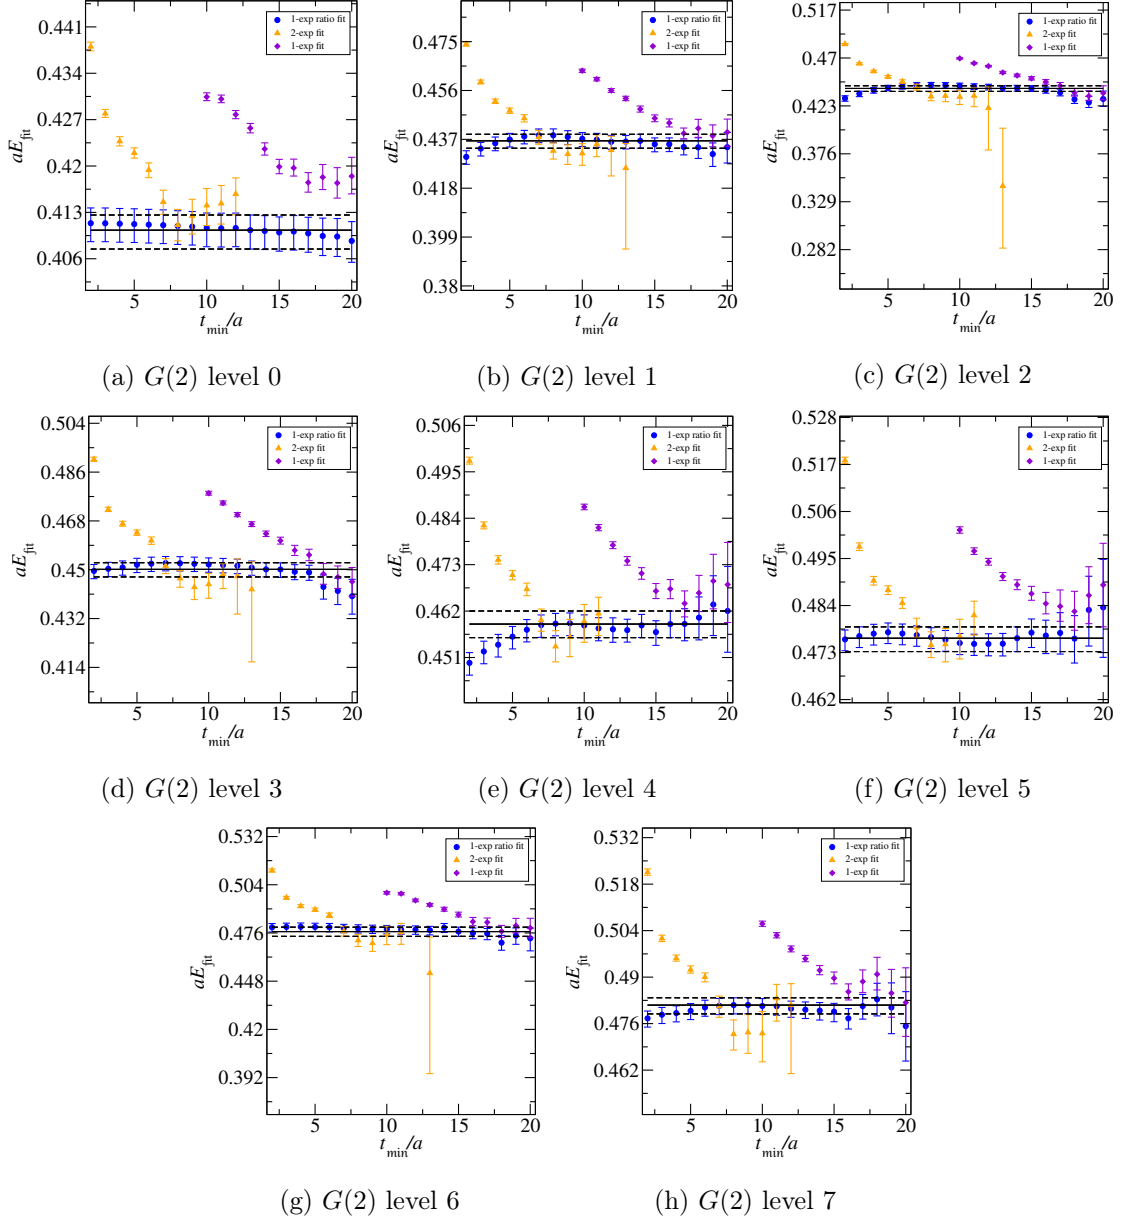 0.441
0.434
0.427
0.42
0.413
0.406
aE_fit
1-exp ratio fit
2-exp fit
1-exp fit
5 10 15 20
t_min/a
(a) G(2) level 0
0.475
0.456
0.437
0.418
0.399
0.38
aE_fit
1-exp ratio fit
2-exp fit
1-exp fit
5 10 15 20
t_min/a
(b) G(2) level 1
0.517
0.47
0.423
0.376
0.329
0.282
aE_fit
1-exp ratio fit
2-exp fit
1-exp fit
5 10 15 20
t_min/a
(c) G(2) level 2
0.504
0.486
0.468
0.45
0.432
0.414
aE_fit
1-exp ratio fit
2-exp fit
1-exp fit
5 10 15 20
t_min/a
(d) G(2) level 3
0.506
0.495
0.484
0.473
0.462
0.451
aE_fit
1-exp ratio fit
2-exp fit
1-exp fit
5 10 15 20
t_min/a
(e) G(2) level 4
0.528
0.517
0.506
0.495
0.484
0.473
0.462
aE_fit
1-exp ratio fit
2-exp fit
1-exp fit
5 10 15 20
t_min/a
(f) G(2) level 5
0.532
0.504
0.476
0.448
0.42
0.392
aE_fit
1-exp ratio fit
2-exp fit
1-exp fit
5 10 15 20
t_min/a
(g) G(2) level 6
0.532
0.518
0.504
0.49
0.476
0.462
aE_fit
1-exp ratio fit
2-exp fit
1-exp fit
5 10 15 20
t_min/a
(h) G(2) level 7